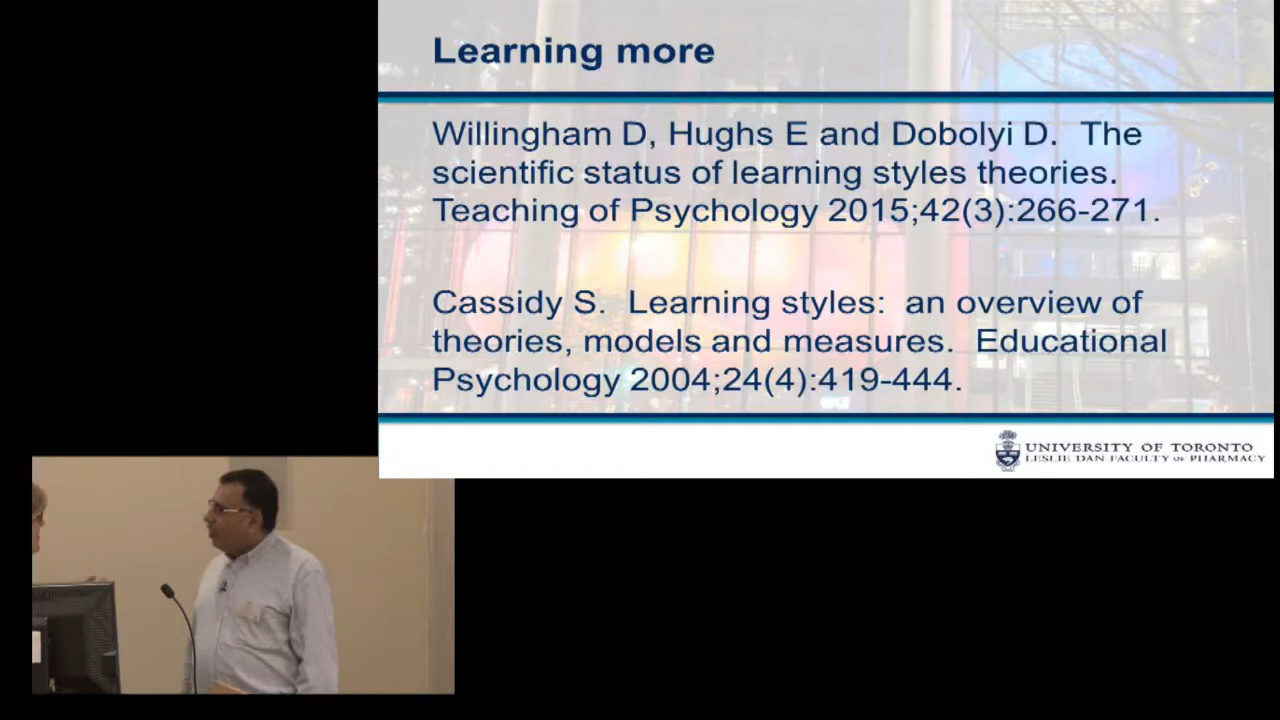 Learning more
Willingham D, Hughs E and Dobolyi D. The
scientific status of learning styles theories.
Teaching of Psychology 2015;42(3):266-271.
Cassidy S. Learning styles: an overview of
theories, models and measures. Educational
Psychology 2004;24(4):419-444.
UNIVERSITY OF TORONTO
LESLIE DAN FACULTY OF PHARMACY